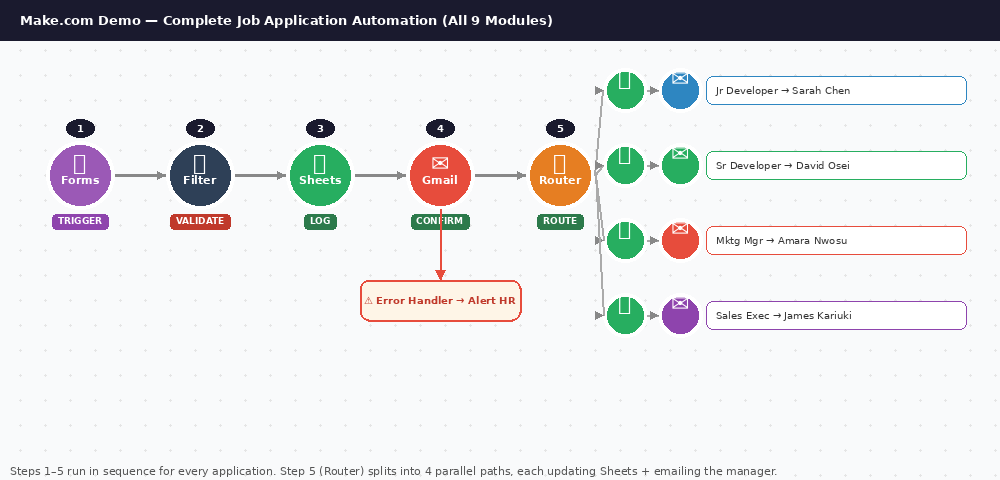 Make.com Demo — Complete Job Application Automation (All 9 Modules)
1
2
3
4
5
Forms
Filter
Sheets
Gmail
Router
TRIGGER
VALIDATE
LOG
CONFIRM
ROUTE
⚠ Error Handler → Alert HR
Jr Developer → Sarah Chen
Sr Developer → David Osei
Mktg Mgr → Amara Nwosu
Sales Exec → James Kariuki
Steps 1–5 run in sequence for every application. Step 5 (Router) splits into 4 parallel paths, each updating Sheets + emailing the manager.